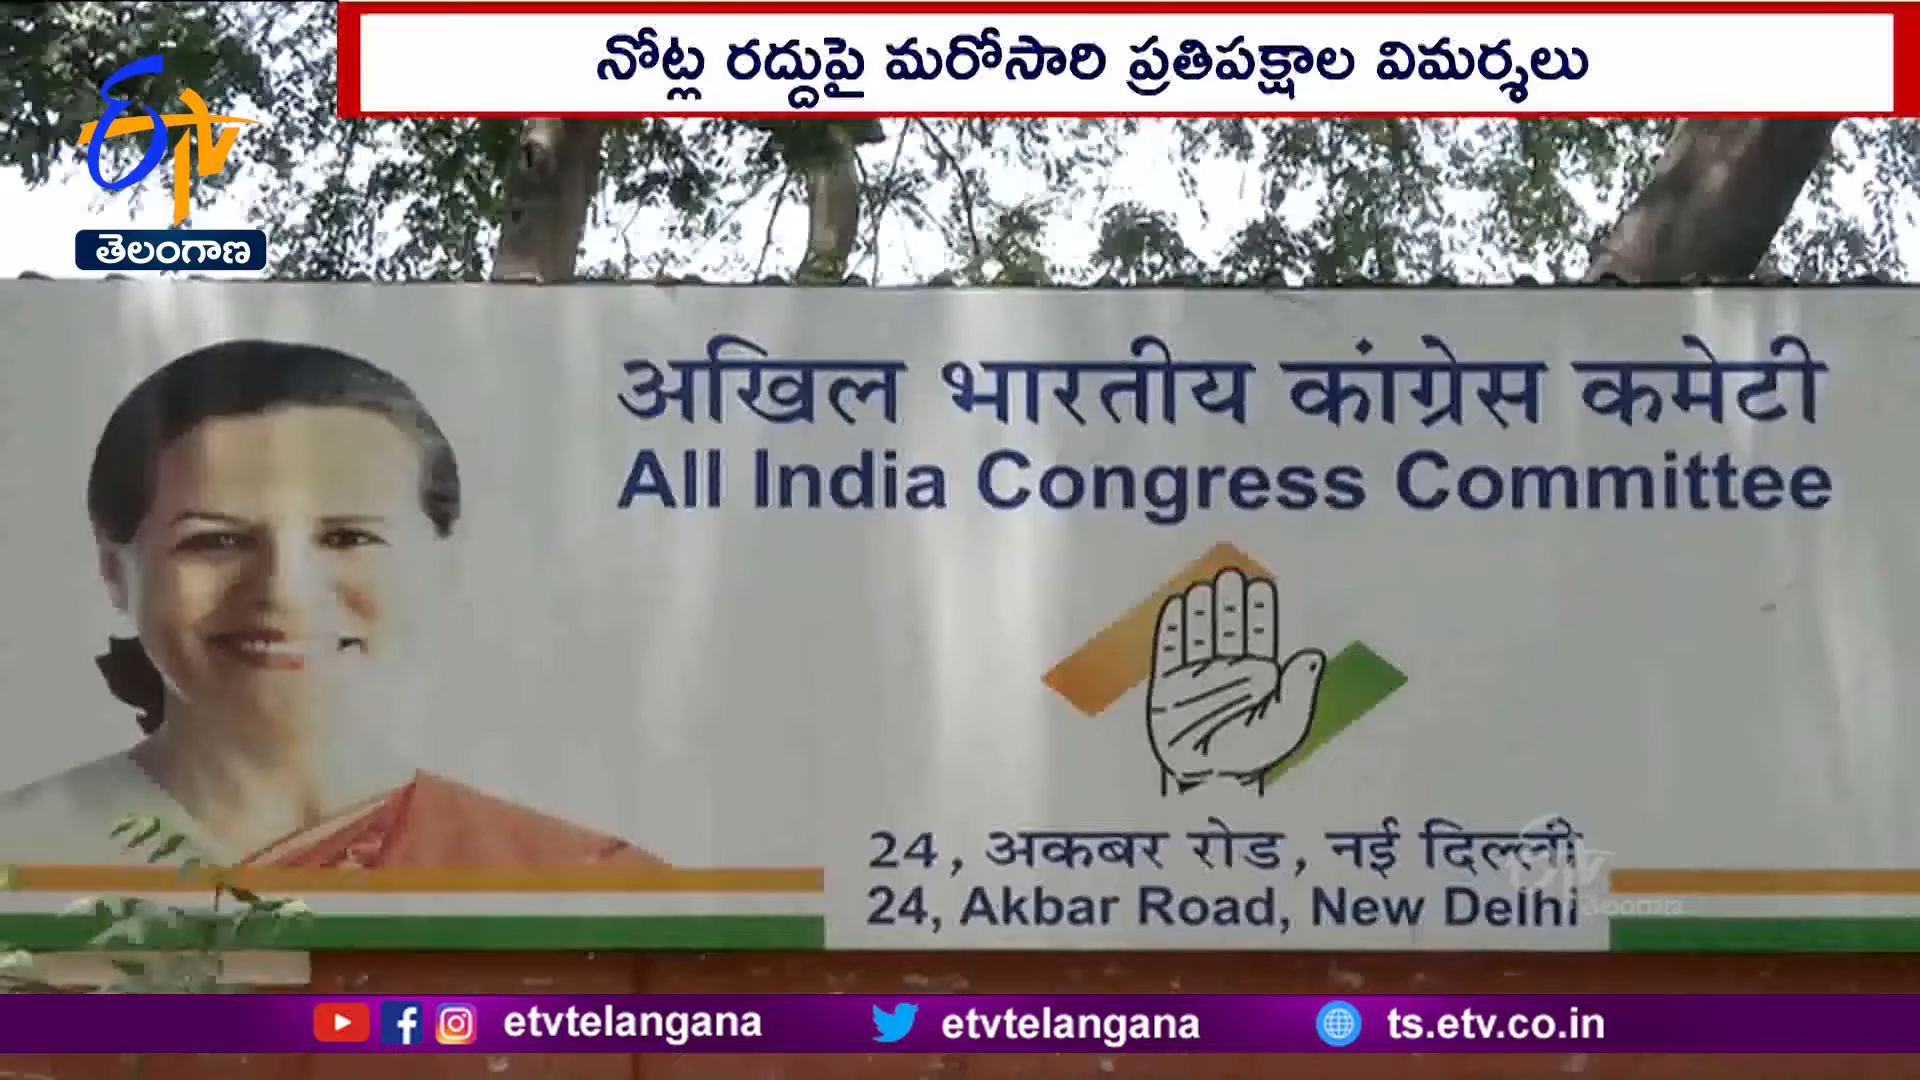 నోట్ల రద్దుపై మరోసారి ప్రతిపక్షాల విమర్శలు
ETV
తెలంగాణ
अखिल भारतीय कांग्रेस कमेटी
All India Congress Committee
24, अकबर रोड, नई दिल्ली
24, Akbar Road, New Delhi
తెలంగాణ
etvtelangana
etvtelangana
ts.etv.co.in